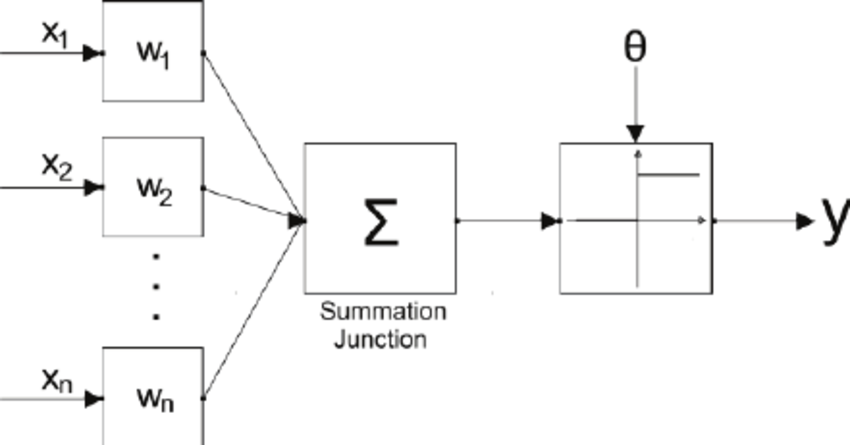 x₁
w₁
x₂
w₂
xₙ
wₙ
Σ
Summation
Junction
θ
y